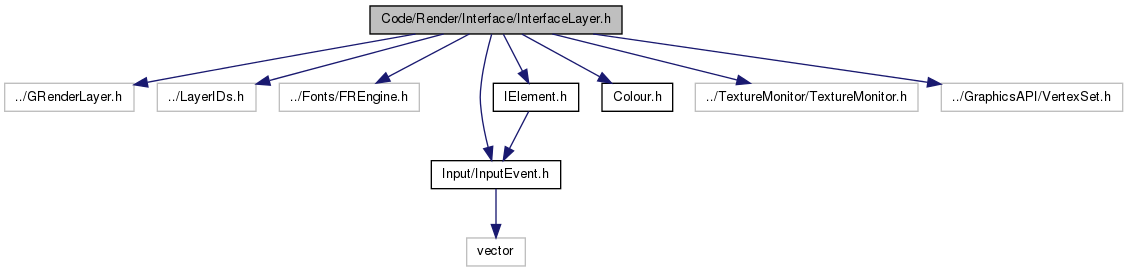 Code/Render/Interface/InterfaceLayer.h
../GRenderLayer.h
../LayerIDs.h
../Fonts/FREngine.h
IElement.h
Colour.h
../TextureMonitor/TextureMonitor.h
../GraphicsAPI/VertexSet.h
Input/InputEvent.h
vector